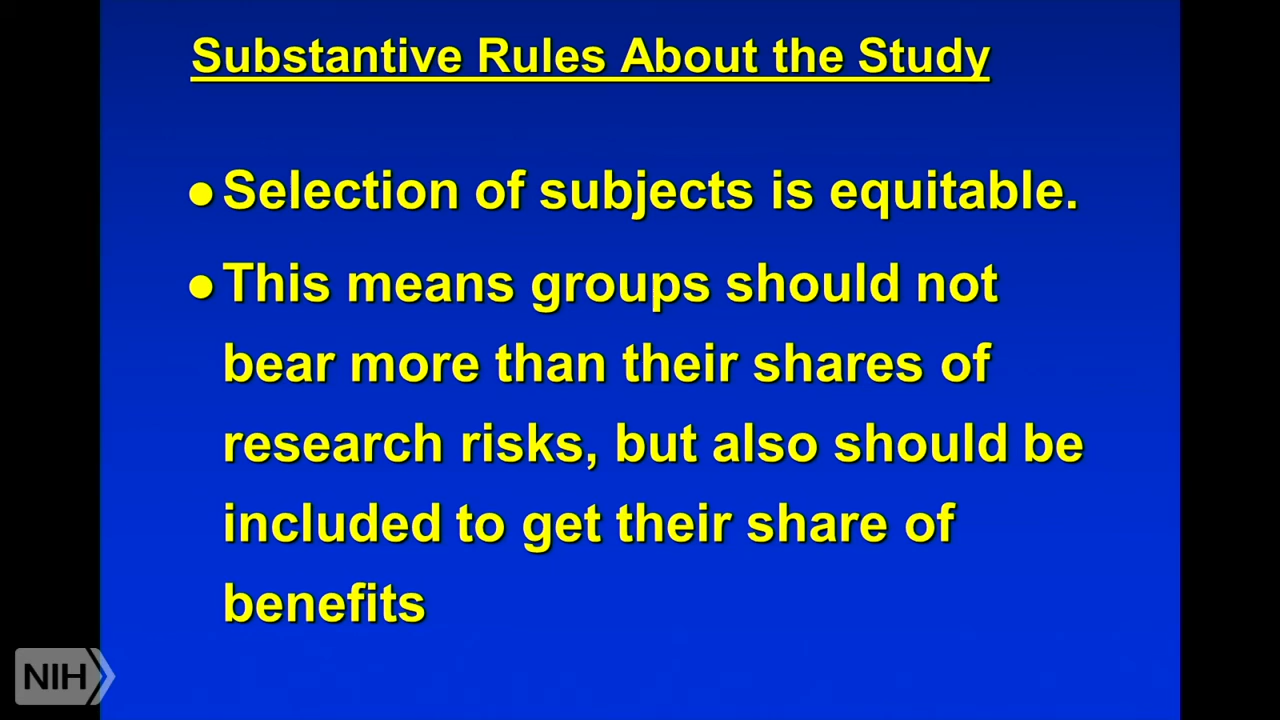 Substantive Rules About the Study
● Selection of subjects is equitable.
● This means groups should not
bear more than their shares of
research risks, but also should be
included to get their share of
benefits
NIH